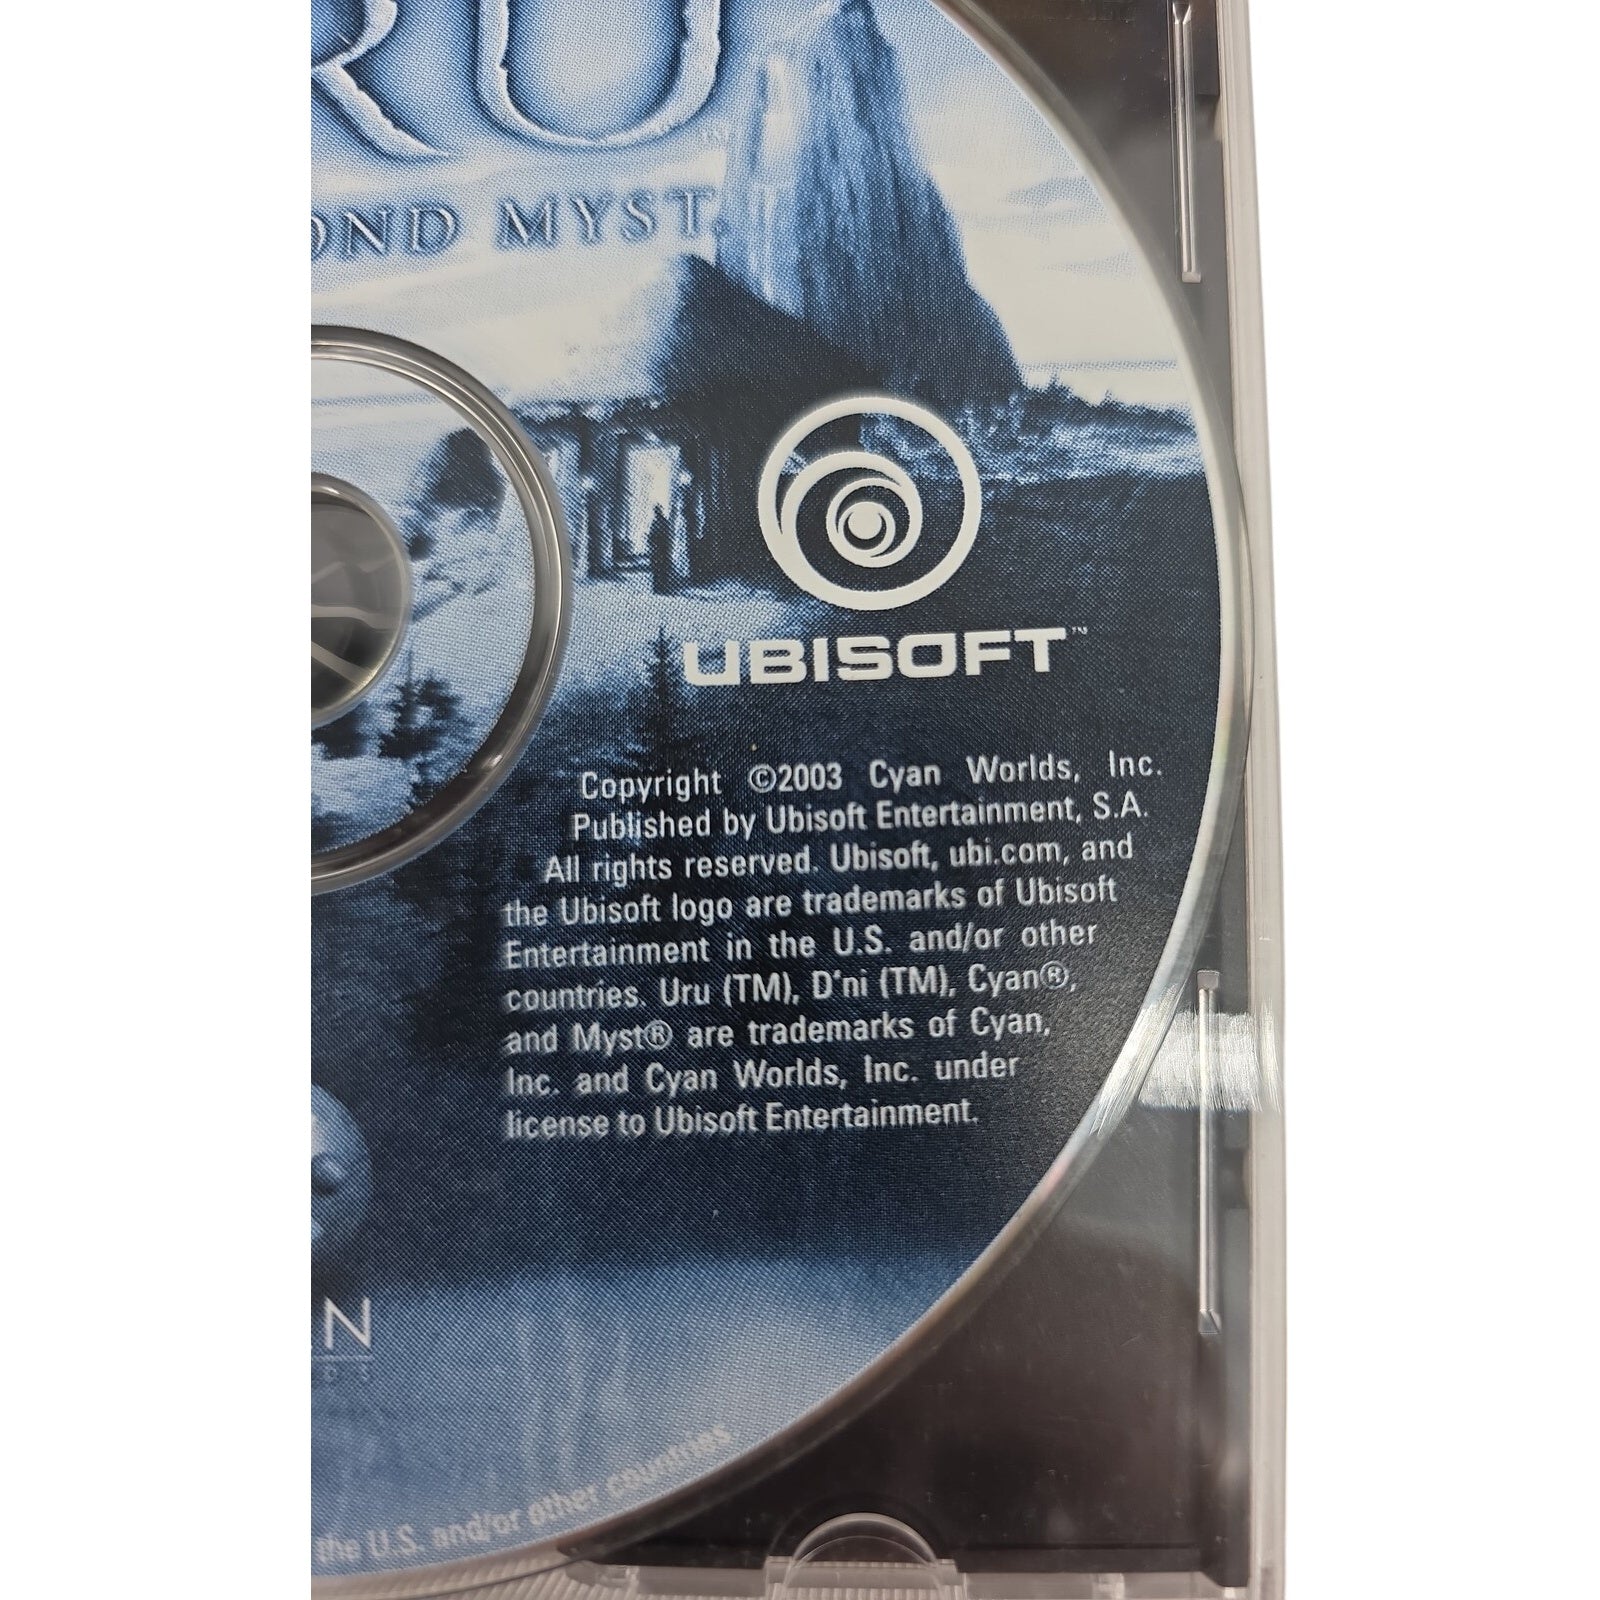 RU
OND MYST.
UBISOFT™
Copyright ©2003 Cyan Worlds, Inc.
Published by Ubisoft Entertainment, S.A.
All rights reserved. Ubisoft, ubi.com, and
the Ubisoft logo are trademarks of Ubisoft
Entertainment in the U.S. and/or other
countries. Uru (TM), D'ni (TM), Cyan®,
and Myst® are trademarks of Cyan,
Inc. and Cyan Worlds, Inc. under
license to Ubisoft Entertainment.
N
the U.S. and/or other countries